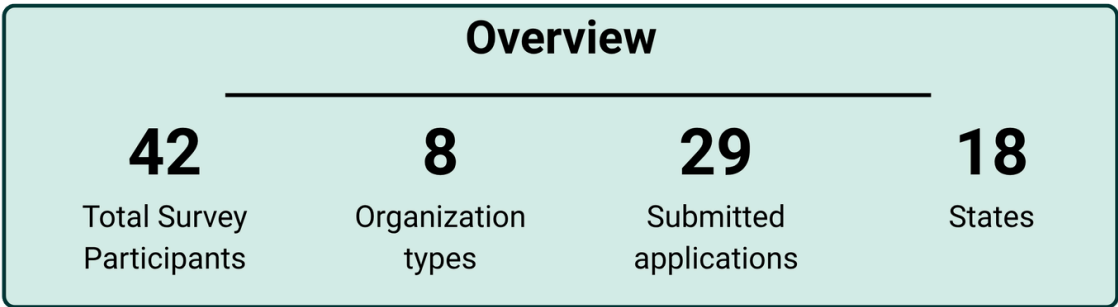 Overview
42
8
29
18
Total Survey
Participants
Organization
types
Submitted
applications
States